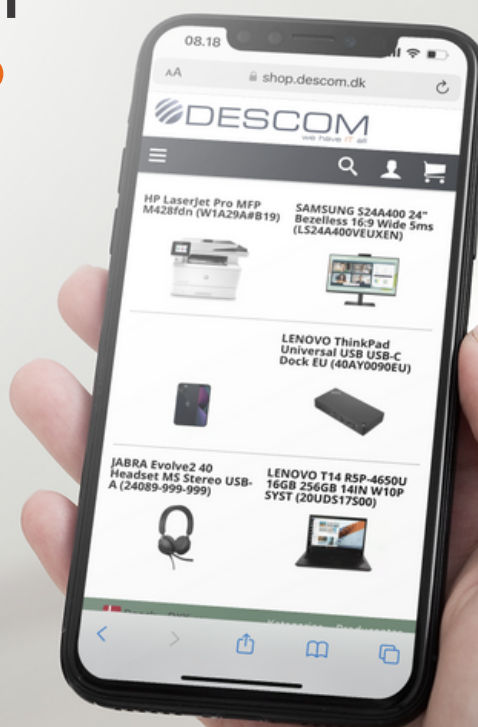 08.18
AA
shop.descom.dk
DESCOM
we have IT all
HP LaserJet Pro MFP
M428fdn (W1A29A#B19)
SAMSUNG S24A400 24"
Bezelless 16:9 Wide 5ms
(LS24A400VEUXEN)
LENOVO ThinkPad
Universal USB USB-C
Dock EU (40AY0090EU)
JABRA Evolve2 40
Headset MS Stereo USB-
A (24089-999-999)
LENOVO T14 R5P-4650U
16GB 256GB 14IN W10P
SYST (20UDS17S00)